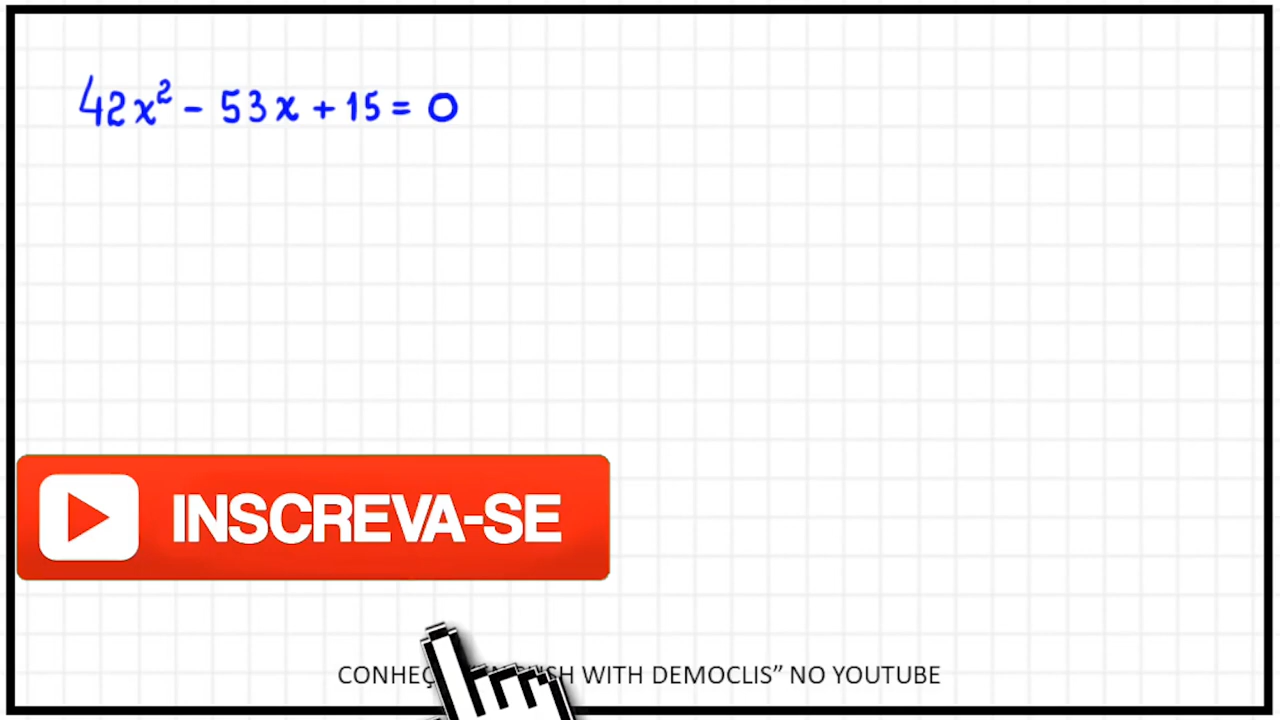 42x² - 53x + 15 = 0
INSCREVA-SE
WITH DEMOCLIS” NO YOUTUBE